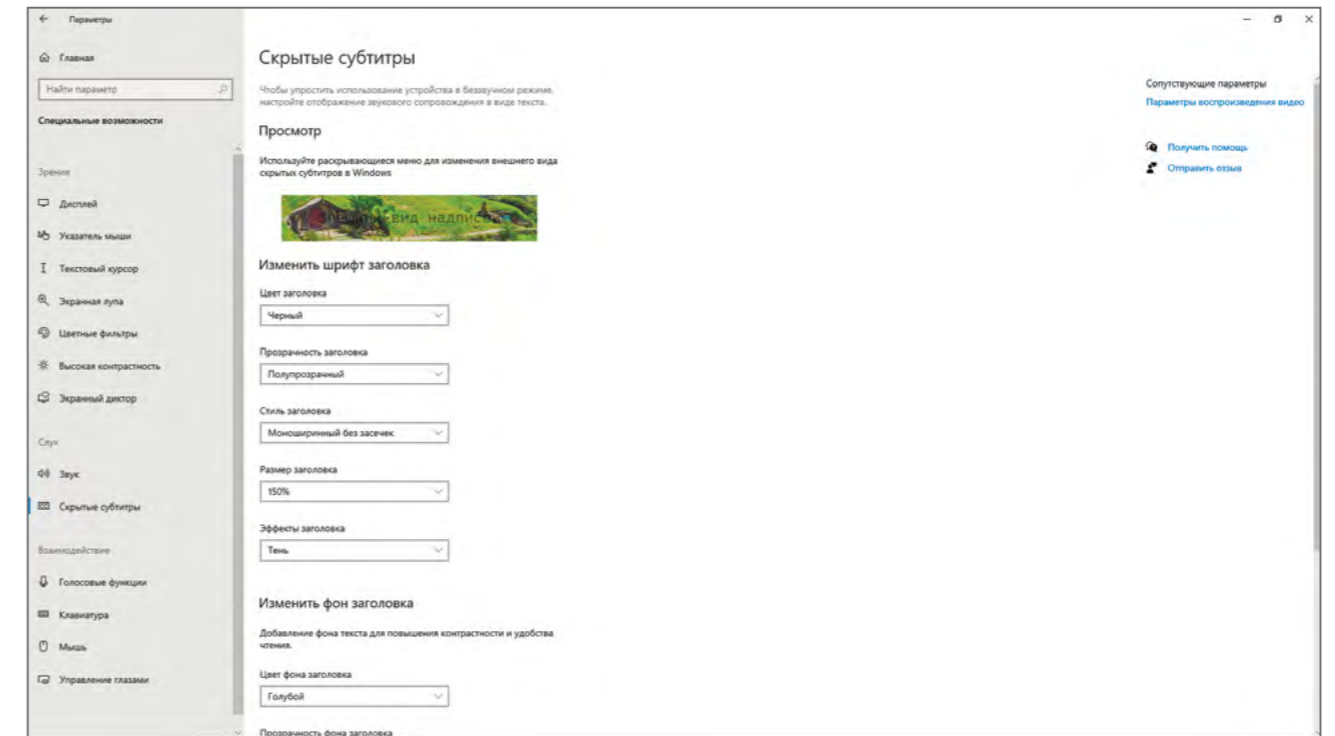 Параметры
Главная
Найти параметр
Специальные возможности
Зрение
Дисплей
Указатель мыши
Текстовый курсор
Экранная лупа
Цветные фильтры
Высокая контрастность
Экранный диктор
Слух
Звук
Скрытые субтитры
Взаимодействие
Голосовые функции
Клавиатура
Мышь
Управление глазами
Скрытые субтитры
Чтобы упростить использование устройства в беззвучном режиме,
настройте отображение звукового сопровождения в виде текста.
Просмотр
Используйте раскрывающиеся меню для изменения внешнего вида
скрытых субтитров в Windows
вид надписей
Изменить шрифт заголовка
Цвет заголовка
Черный
Прозрачность заголовка
Полупрозрачный
Стиль заголовка
Моноширинный без засечек
Размер заголовка
150%
Эффекты заголовка
Тень
Изменить фон заголовка
Добавление фона текста для повышения контрастности и удобства
чтения.
Цвет фона заголовка
Голубой
Прозрачность фона заголовка
Сопутствующие параметры
Параметры воспроизведения видео
Получить помощь
Отправить отзыв